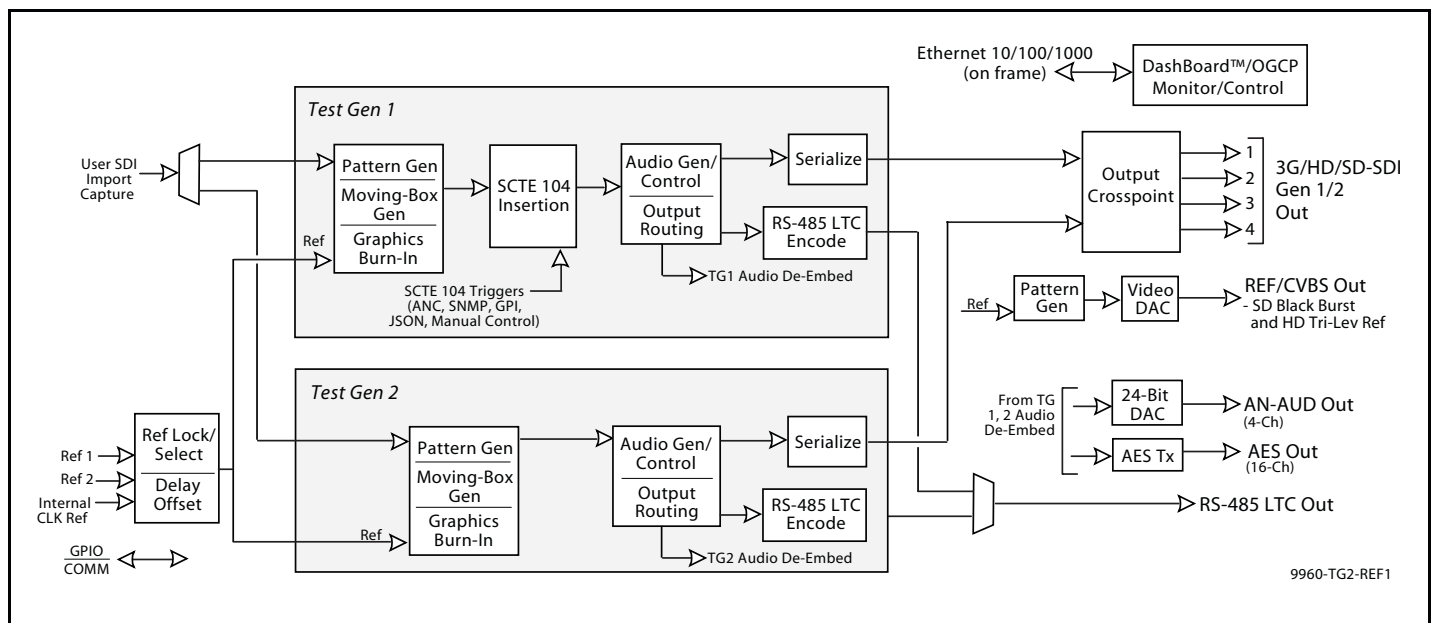 Ethernet 10/100/1000
(on frame)
DashBoard™/OGCP
Monitor/Control
Test Gen 1
User SDI
Import
Capture
Pattern Gen
Moving-Box
Gen
Graphics
Burn-In
Ref
SCTE 104
Insertion
SCTE 104 Triggers
(ANC, SNMP, GPI,
JSON, Manual Control)
Audio Gen/
Control
Output
Routing
Serialize
RS-485 LTC
Encode
TG1 Audio De-Embed
Output
Crosspoint
1
2
3
4
3G/HD/SD-SDI
Gen 1/2
Out
Ref
Pattern
Gen
Video
DAC
REF/CVBS Out
- SD Black Burst
and HD Tri-Lev Ref
Test Gen 2
Ref 1
Ref 2
Internal
CLK Ref
Ref Lock/
Select
Delay
Offset
GPIO
COMM
Pattern Gen
Moving-Box
Gen
Graphics
Burn-In
Ref
Audio Gen/
Control
Output
Routing
Serialize
RS-485 LTC
Encode
TG2 Audio De-Embed
From TG
1, 2 Audio
De-Embed
24-Bit
DAC
AN-AUD Out
(4-Ch)
AES Tx
AES Out
(16-Ch)
RS-485 LTC Out
9960-TG2-REF1